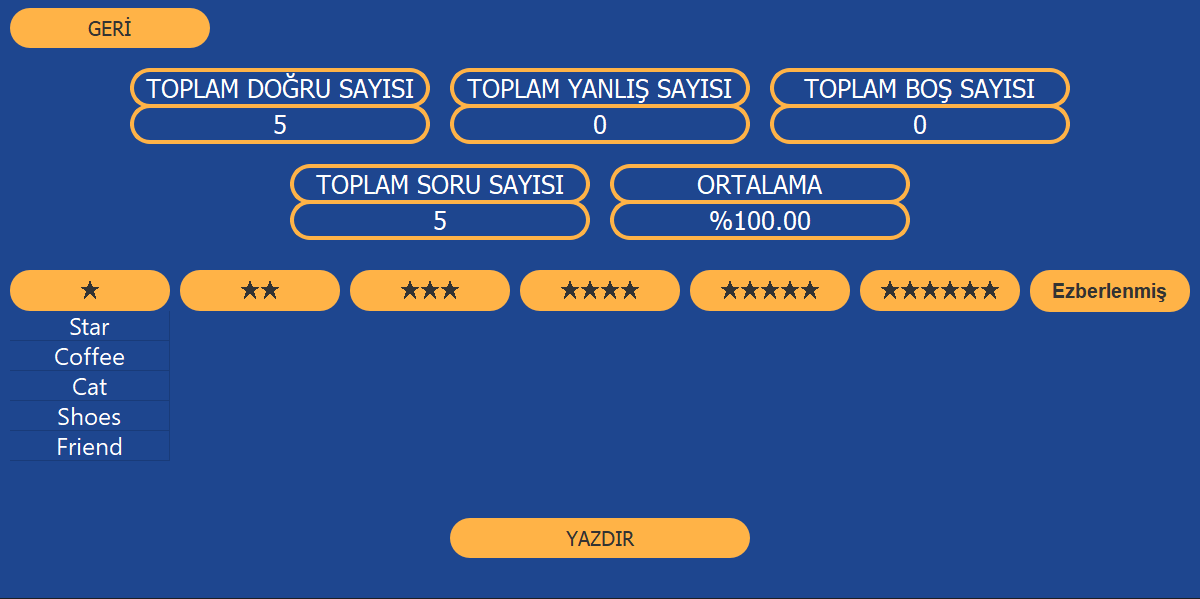 GERİ
TOPLAM DOĞRU SAYISI
5
TOPLAM YANLIŞ SAYISI
0
TOPLAM BOŞ SAYISI
0
TOPLAM SORU SAYISI
5
ORTALAMA
%100.00
★ ★★ ★★★ ★★★★ ★★★★★ ★★★★★★ Ezberlenmiş
Star
Coffee
Cat
Shoes
Friend
YAZDIR